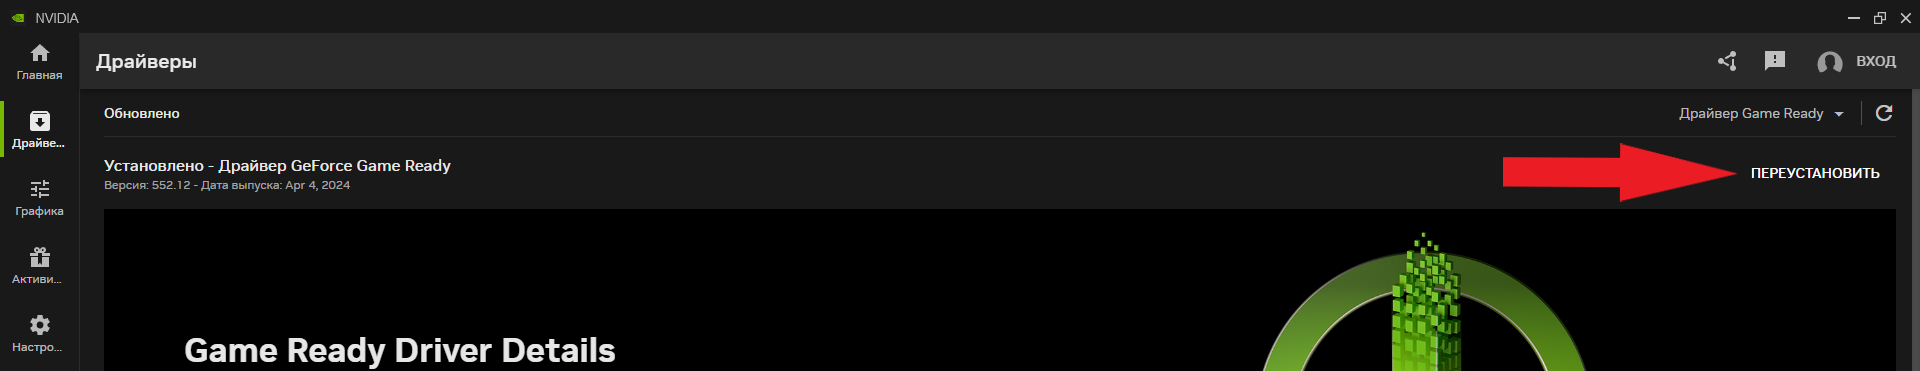 NVIDIA
Главная
Драйве...
Графика
Активи...
Настро...
Драйверы
ВХОД
Обновлено
Драйвер Game Ready
Установлено - Драйвер GeForce Game Ready
Версия: 552.12 - Дата выпуска: Apr 4, 2024
ПЕРЕУСТАНОВИТЬ
Game Ready Driver Details